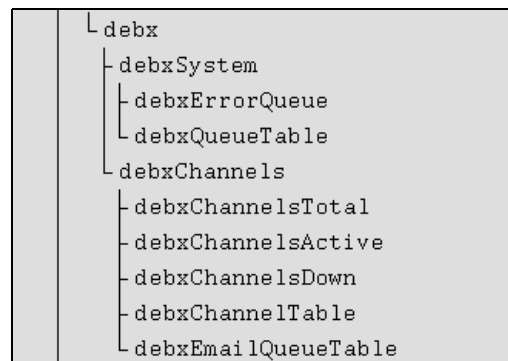 debx
debxSystem
debxErrorQueue
debxQueueTable
debxChannels
debxChannelsTotal
debxChannelsActive
debxChannelsDown
debxChannelTable
debxEmailQueueTable